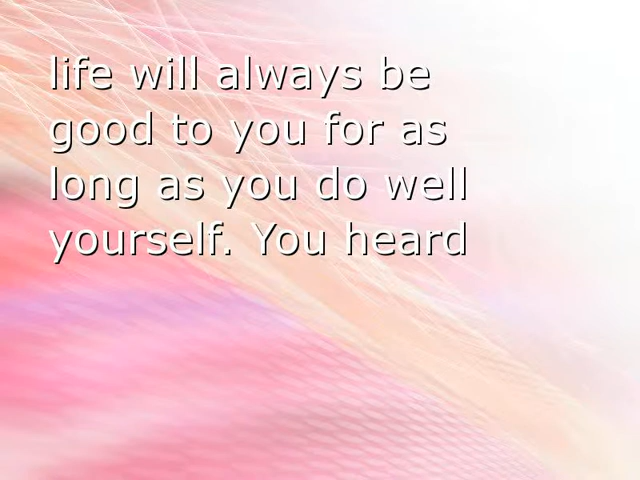 life will always be
good to you for as
long as you do well
yourself. You heard